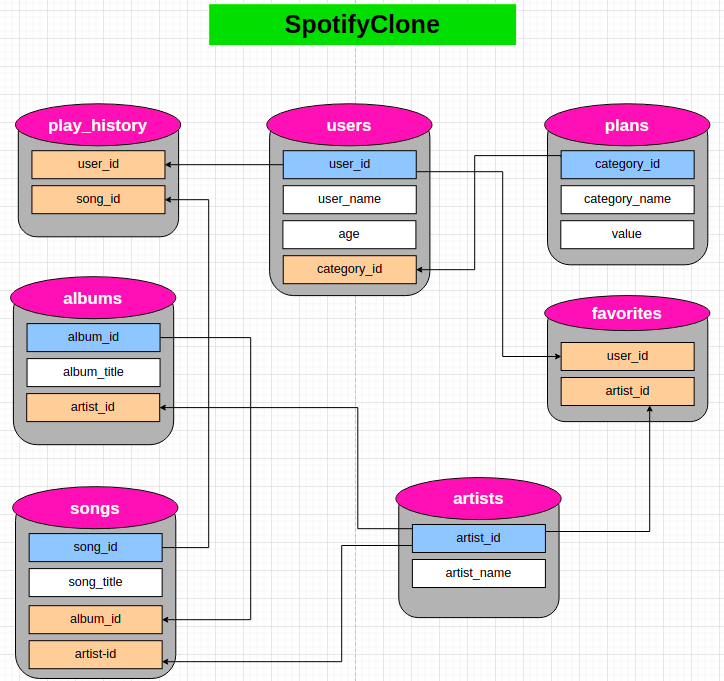 SpotifyClone
play_history
user_id
song_id
users
user_id
user_name
age
category_id
plans
category_id
category_name
value
albums
album_id
album_title
artist_id
favorites
user_id
artist_id
songs
song_id
song_title
album_id
artist-id
artists
artist_id
artist_name